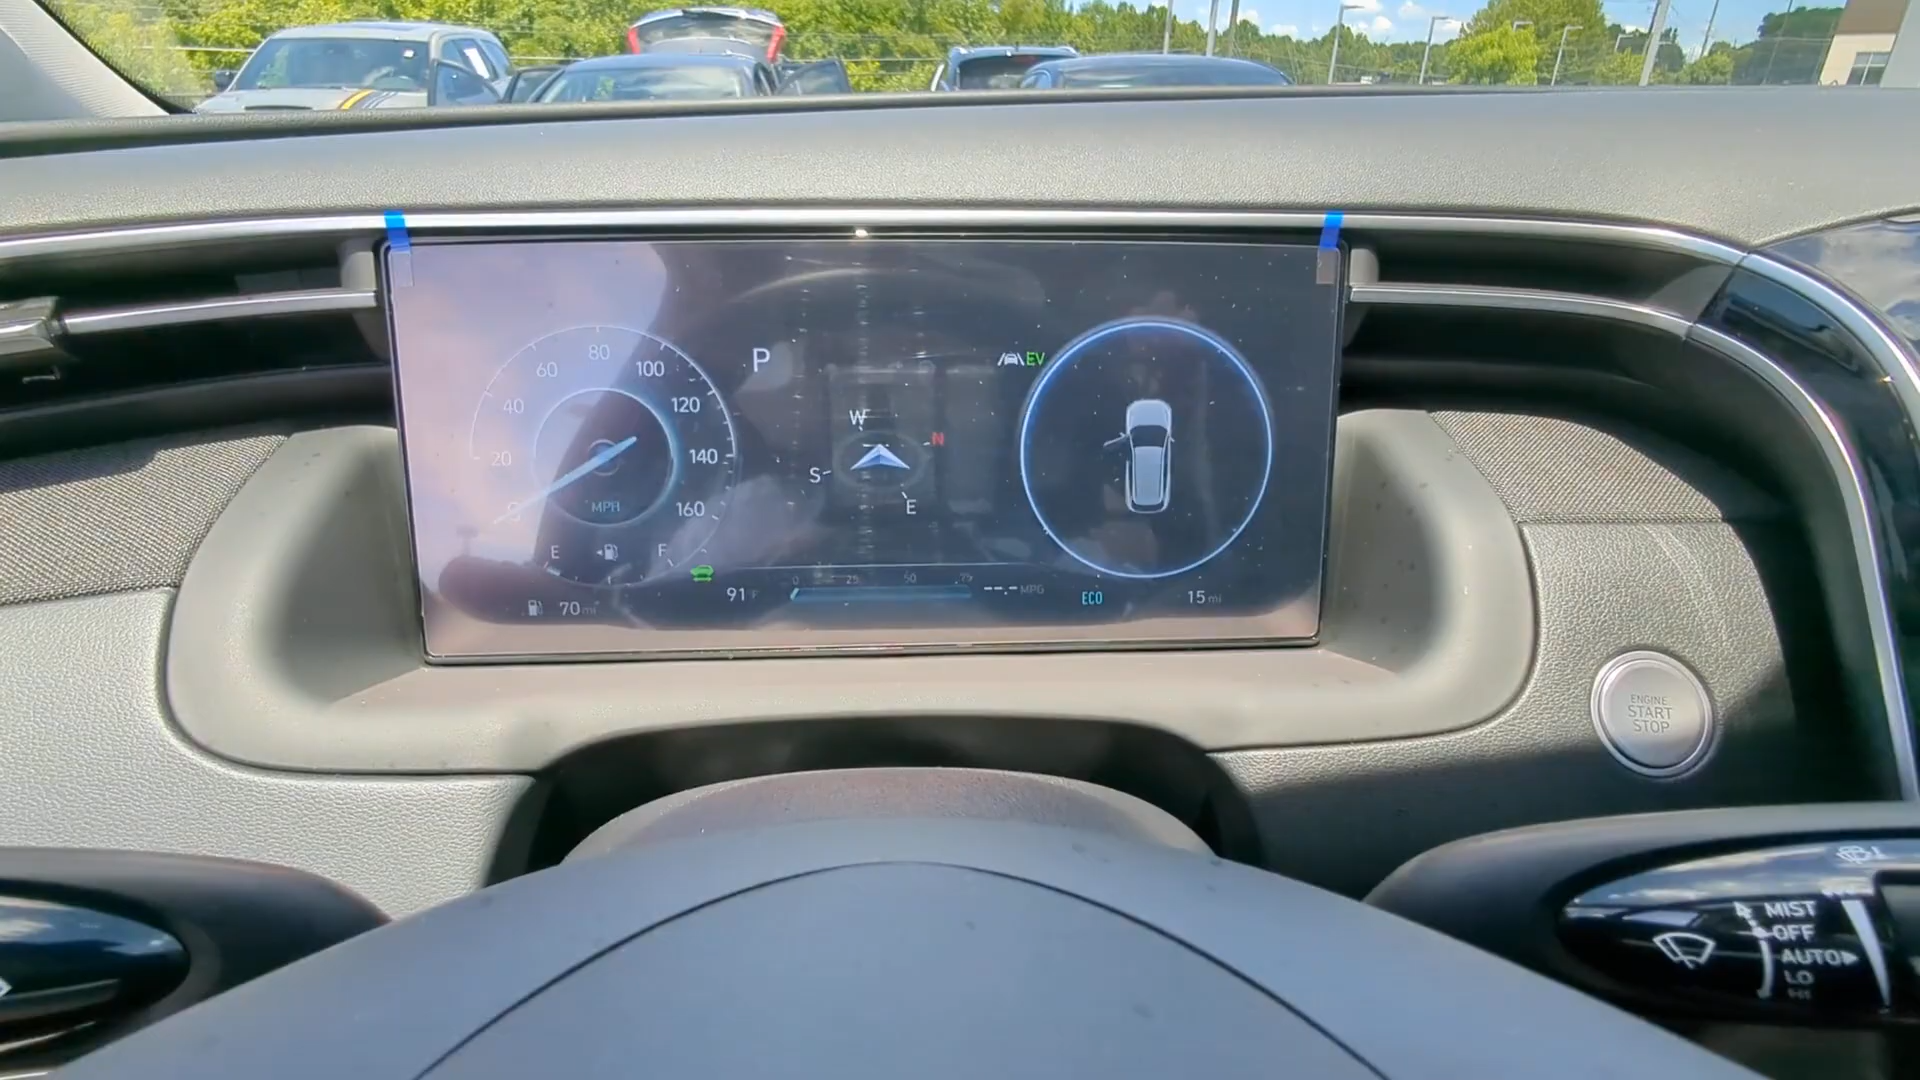 80
60
100
40
120
20
140
0
160
MPH
E
F
70 mi
P
W
N
S
E
EV
91°F
0 25 50 75
--.- MPG
ECO
15 mi
ENGINE
START
STOP
MIST
OFF
AUTO
LO